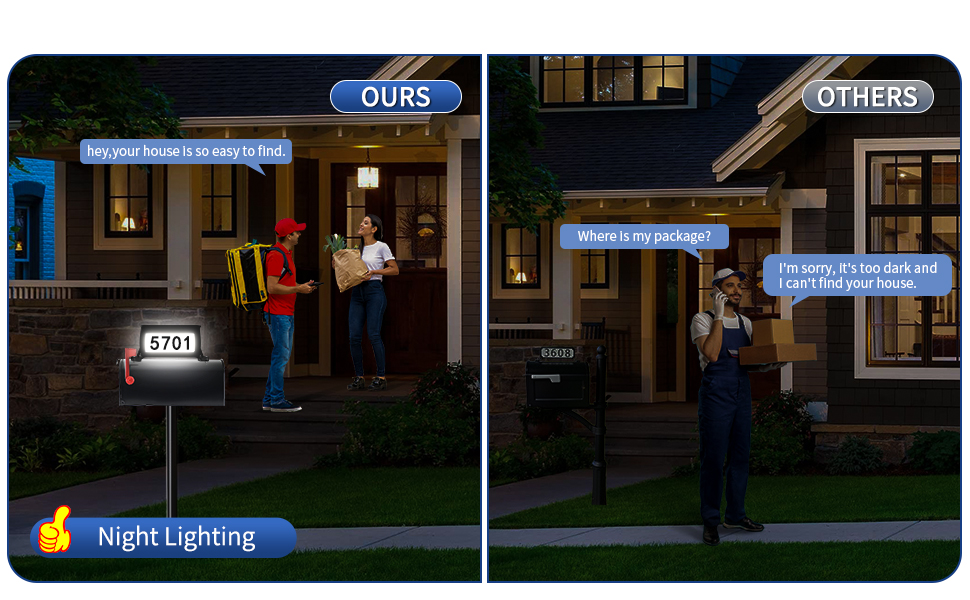 OURS
hey,your house is so easy to find.
5701
Night Lighting
OTHERS
Where is my package?
I'm sorry, it's too dark and
I can't find your house.
3608